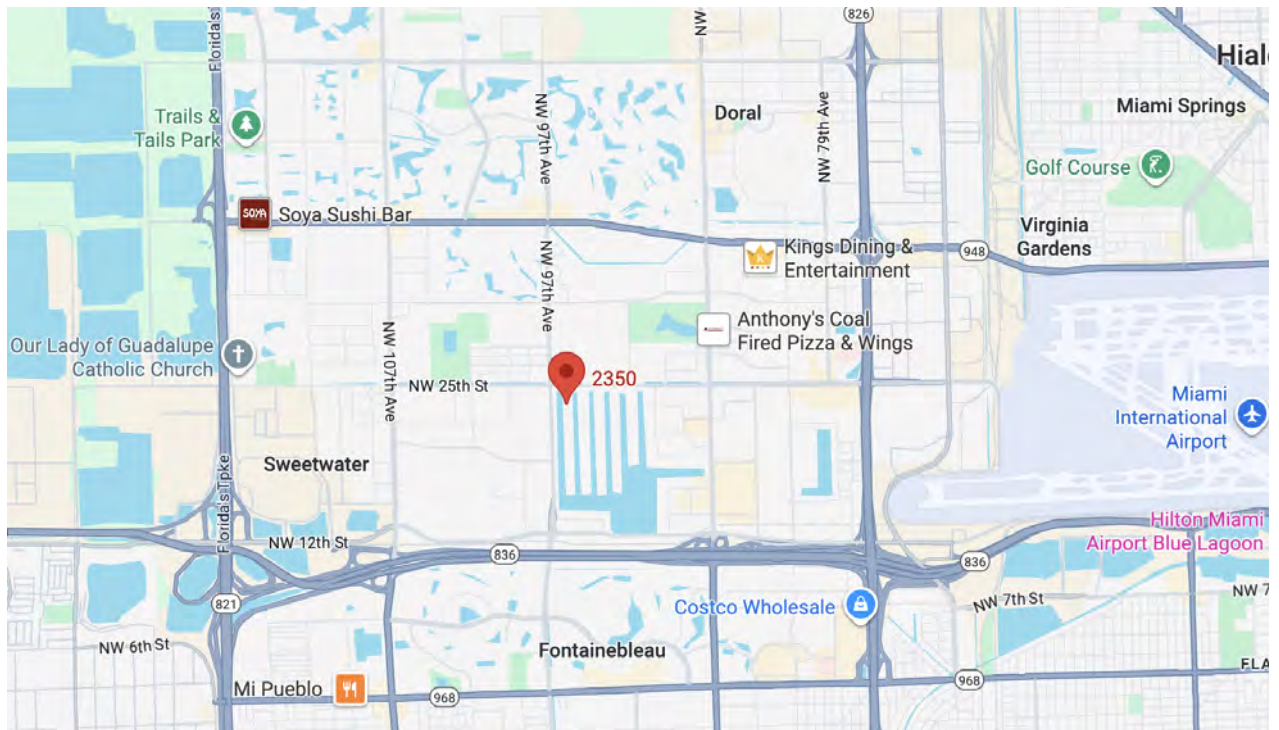 826
Florida's
Hial
NW
Trails &
Tails Park
NW 97th Ave
Doral
NW 79th Ave
Miami Springs
Golf Course
SOYA
Soya Sushi Bar
Virginia
Gardens
948
Kings Dining &
Entertainment
NW 97th Ave
Anthony's Coal
Fired Pizza & Wings
Our Lady of Guadalupe
Catholic Church
NW 107th Ave
NW 25th St
2350
Miami
International
Airport
Sweetwater
Florida's Tpke
Hilton Miami
Airport Blue Lagoon
NW 12th St
836
836
821
Costco Wholesale
NW 7th St
NW 7
NW 6th St
Fontainebleau
FLA
968
Mi Pueblo
968